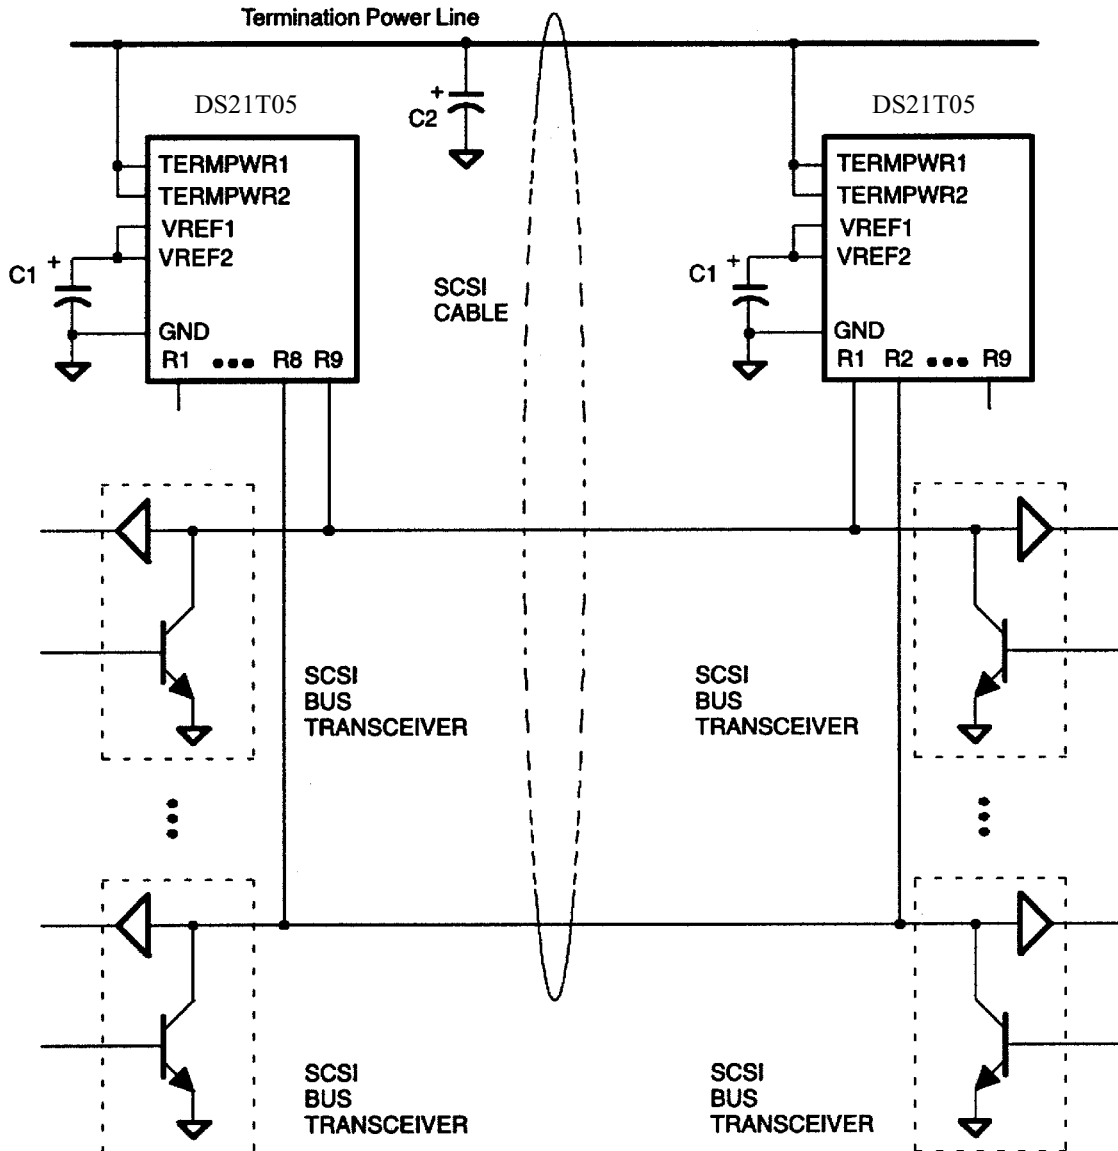 Termination Power Line
DS21T05
DS21T05
+
C2
TERMPWR1
TERMPWR2
VREF1
VREF2
GND
R1 ••• R8 R9
C1 +
TERMPWR1
TERMPWR2
VREF1
VREF2
GND
R1 R2 ••• R9
C1 +
SCSI
CABLE
SCSI
BUS
TRANSCEIVER
SCSI
BUS
TRANSCEIVER
SCSI
BUS
TRANSCEIVER
SCSI
BUS
TRANSCEIVER